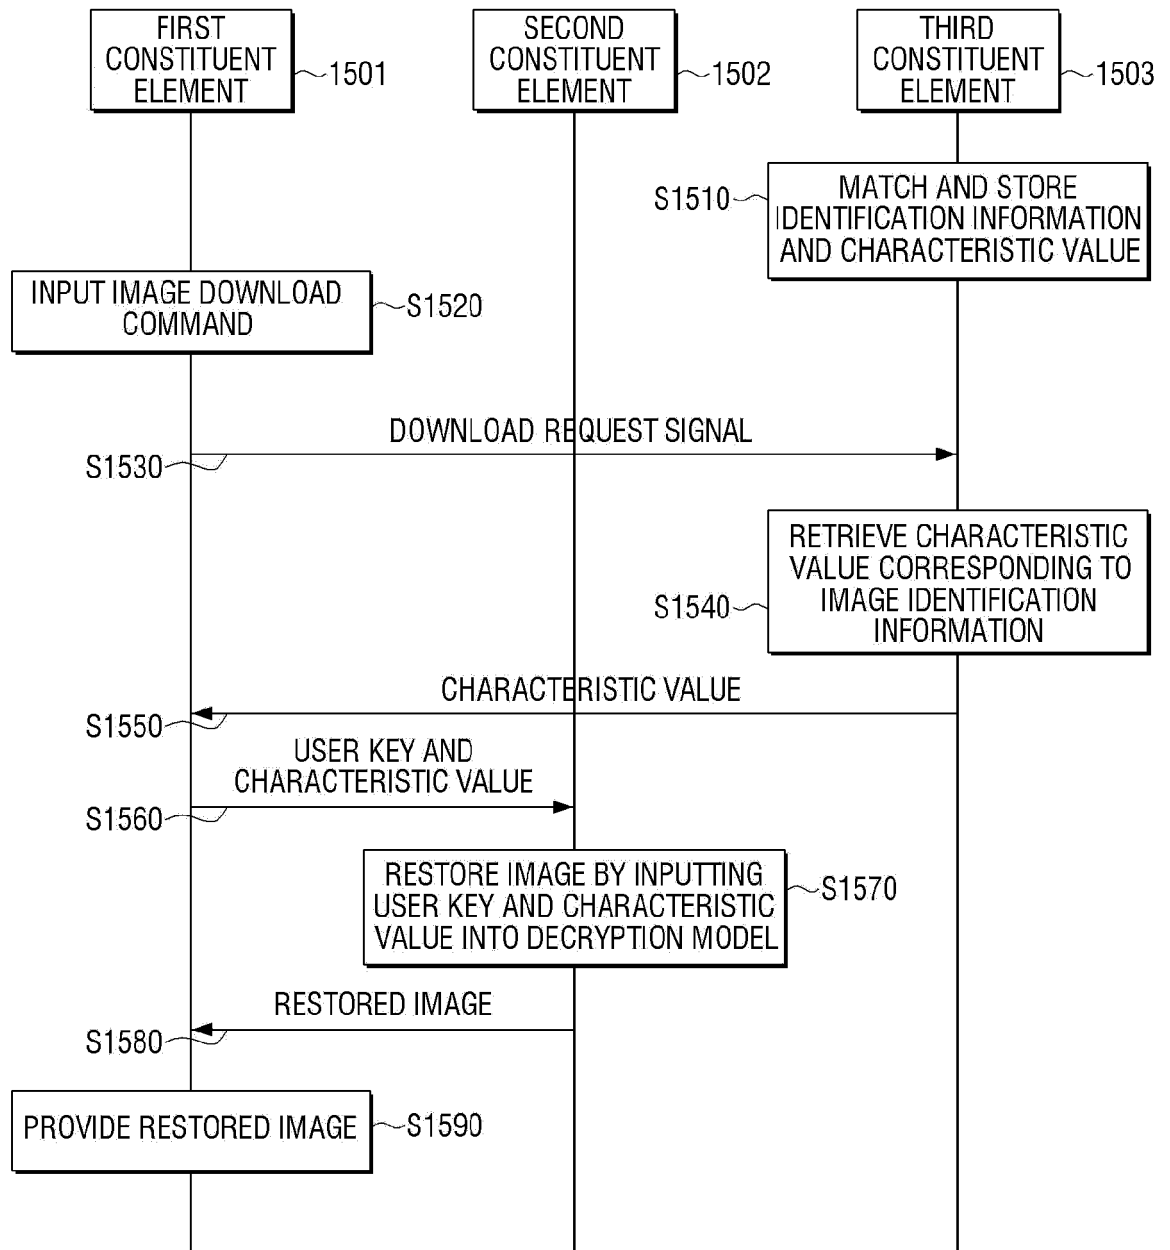 FIRST
CONSTITUENT
ELEMENT
1501
SECOND
CONSTITUENT
ELEMENT
1502
THIRD
CONSTITUENT
ELEMENT
1503
S1510
MATCH AND STORE
IDENTIFICATION INFORMATION
AND CHARACTERISTIC VALUE
INPUT IMAGE DOWNLOAD
COMMAND
S1520
DOWNLOAD REQUEST SIGNAL
S1530
RETRIEVE CHARACTERISTIC
VALUE CORRESPONDING TO
IMAGE IDENTIFICATION
INFORMATION
S1540
CHARACTERISTIC VALUE
S1550
USER KEY AND
CHARACTERISTIC VALUE
S1560
RESTORE IMAGE BY INPUTTING
USER KEY AND CHARACTERISTIC
VALUE INTO DECRYPTION MODEL
S1570
RESTORED IMAGE
S1580
PROVIDE RESTORED IMAGE
S1590